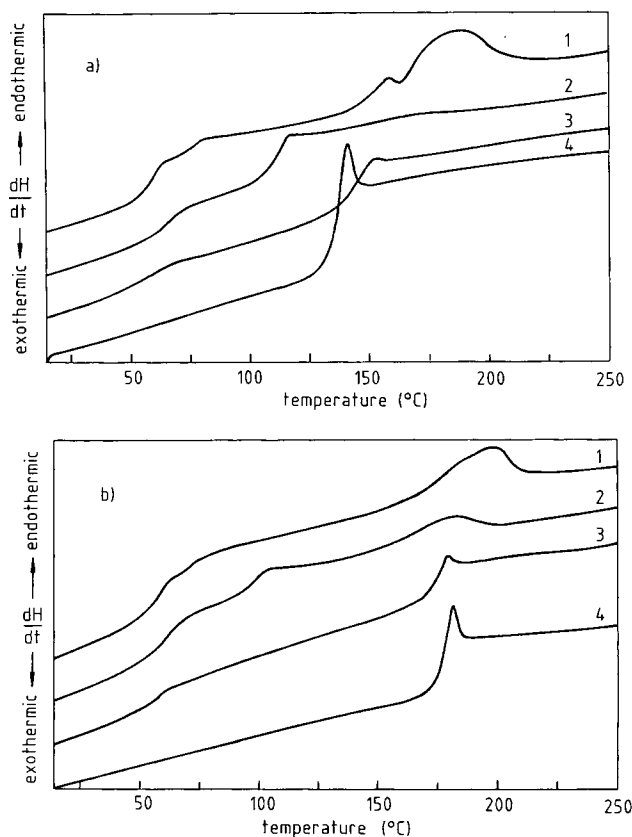 a)
1
2
3
4
exothermic ← dH/dt → endothermic
50 100 150 200 250
temperature (°C)
b)
1
2
3
4
exothermic ← dH/dt → endothermic
50 100 150 200 250
temperature (°C)